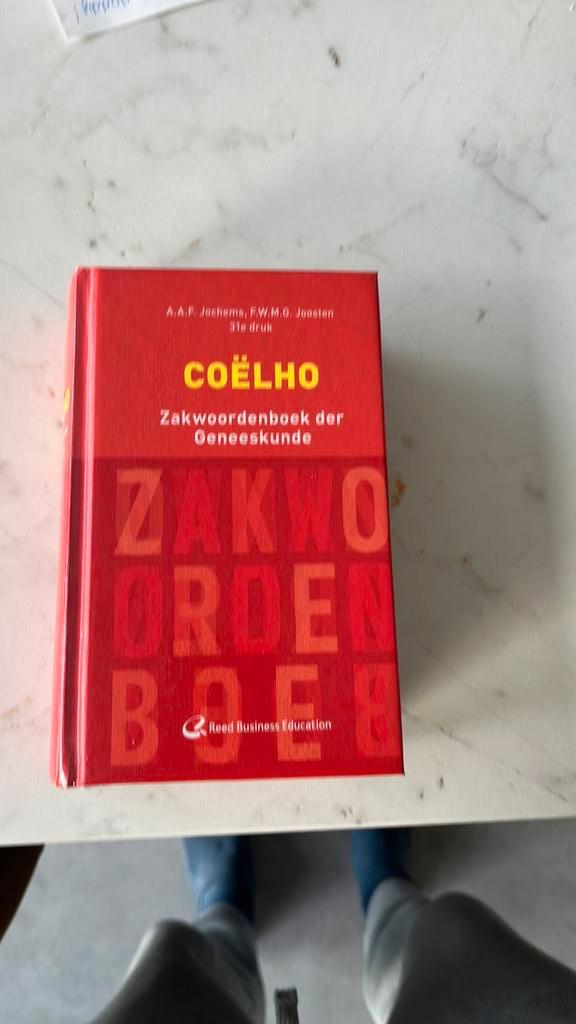 A.A.F. Jochems, F.W.M.G. Joosten
31e druk
COËLHO
Zakwoordenboek der
Geneeskunde
ZAKWO
ORDEN
BOEK
Reed Business Education